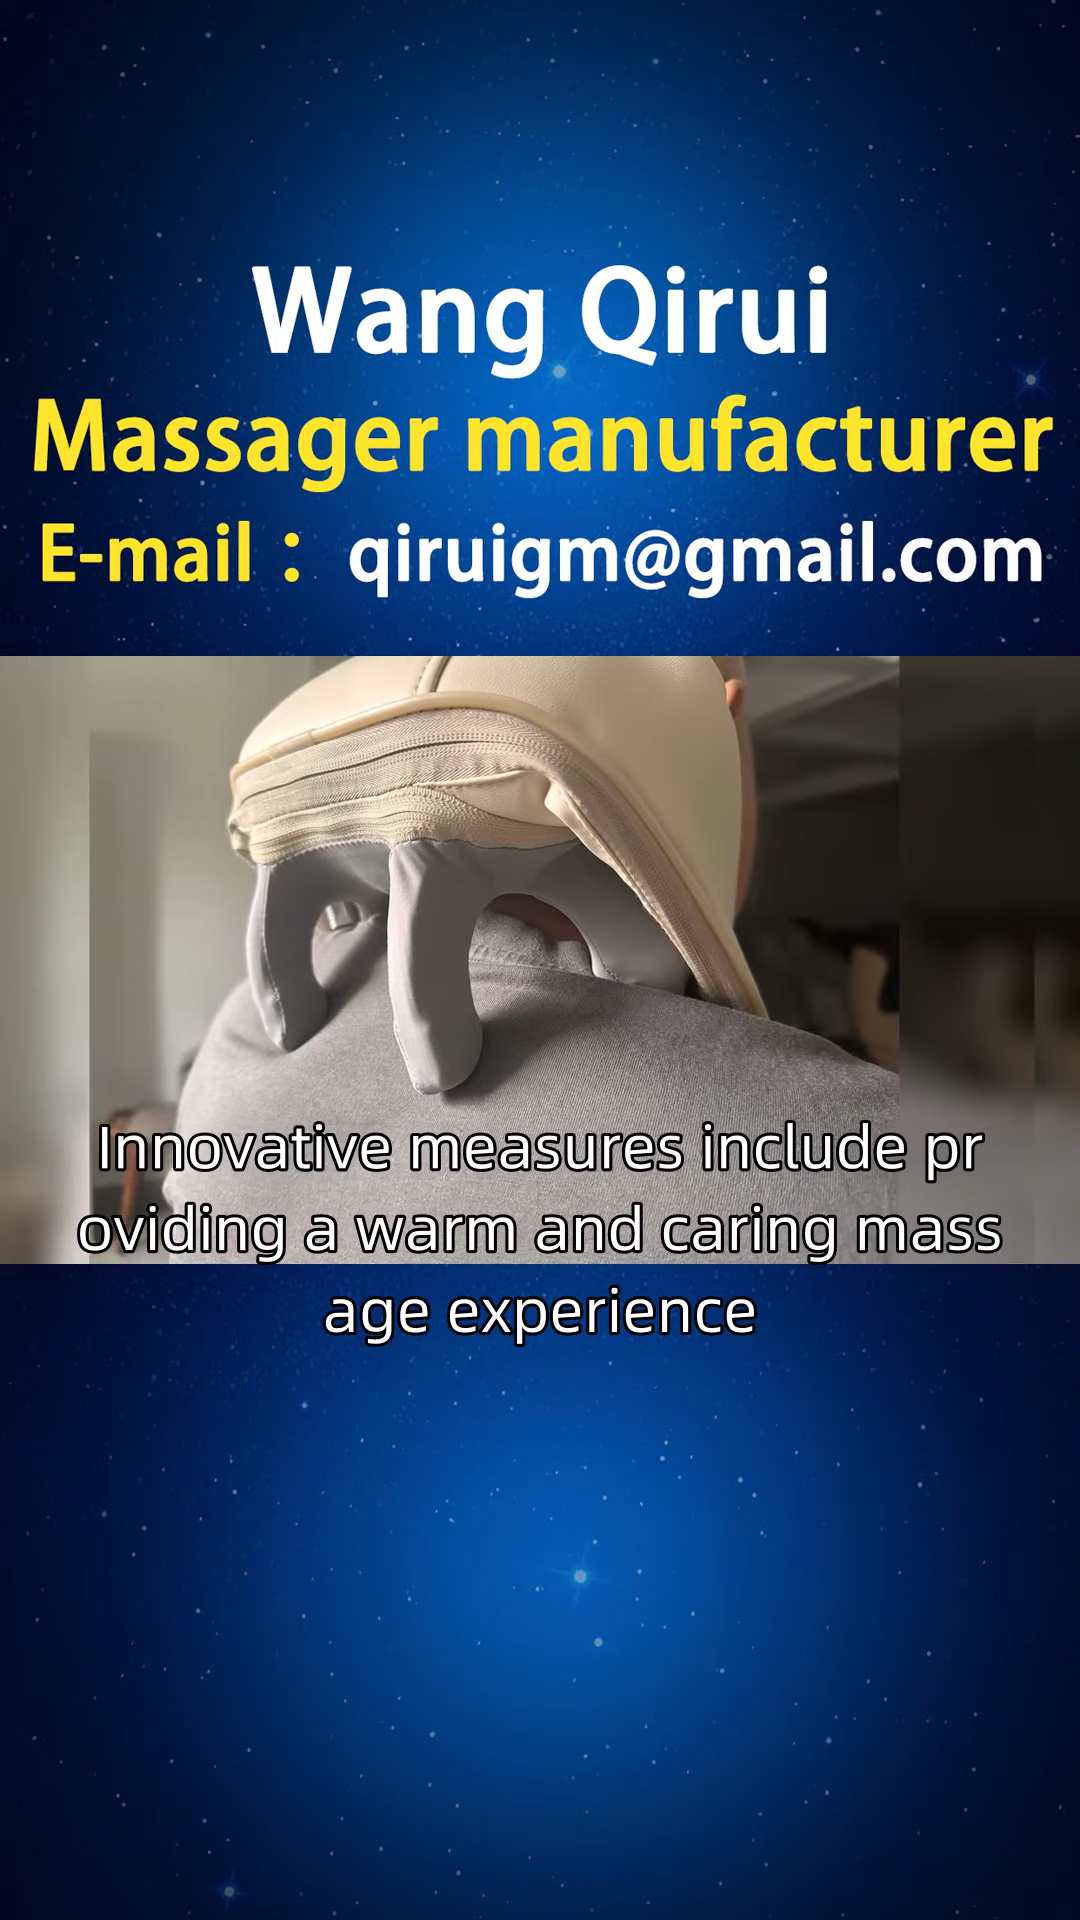 Wang Qirui
Massager manufacturer
E-mail： qiruigm@gmail.com
Innovative measures include pr
oviding a warm and caring mass
age experience